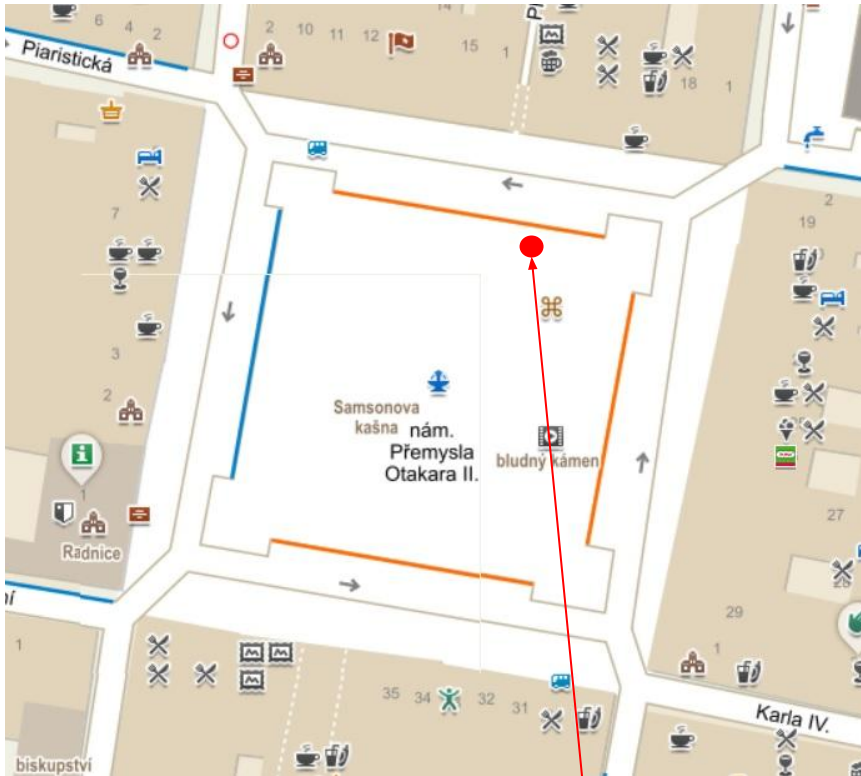 6
4
2
2
10
11
12
14
15
1
18
1
Piaristická
7
3
2
2
19
Samsonova
kašna
nám.
Přemysla
Otakara II.
bludný kámen
1
Radnice
27
29
1
1
35
34
32
31
Karla IV.
biskupství